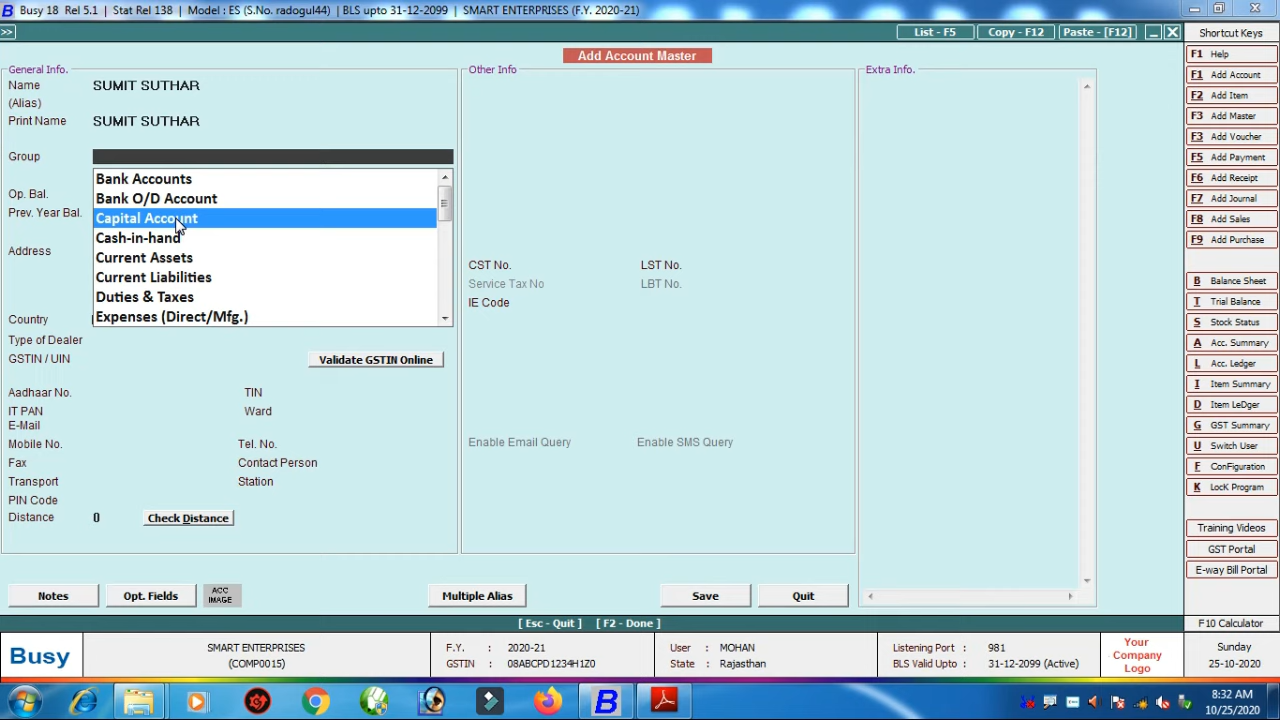 Busy 18 Rel 5.1 | Stat Rel 138 | Model : ES (S.No. radogul44) | BLS upto 31-12-2099 | SMART ENTERPRISES (F.Y. 2020-21)
>> List - F5 Copy - F12 Paste - [F12]
Add Account Master
General Info.
Name SUMIT SUTHAR
(Alias)
Print Name SUMIT SUTHAR
Group
Bank Accounts
Bank O/D Account
Capital Account
Cash-in-hand
Current Assets
Current Liabilities
Duties & Taxes
Expenses (Direct/Mfg.)
Op. Bal.
Prev. Year Bal.
Address
Country
Type of Dealer
GSTIN / UIN Validate GSTIN Online
Aadhaar No. TIN
IT PAN Ward
E-Mail
Mobile No. Tel. No.
Fax Contact Person
Transport Station
PIN Code
Distance 0 Check Distance
Other Info
CST No. LST No.
Service Tax No LBT No.
IE Code
Enable Email Query Enable SMS Query
Extra Info.
Notes Opt. Fields ACC IMAGE Multiple Alias Save Quit
[ Esc - Quit ] [ F2 - Done ]
Shortcut Keys
F1 Help
F1 Add Account
F2 Add Item
F3 Add Master
F3 Add Voucher
F5 Add Payment
F6 Add Receipt
F7 Add Journal
F8 Add Sales
F9 Add Purchase
B Balance Sheet
T Trial Balance
S Stock Status
A Acc. Summary
L Acc. Ledger
I Item Summary
D Item LeDger
G GST Summary
U Switch User
F ConFiguration
K LocK Program
Training Videos
GST Portal
E-way Bill Portal
F10 Calculator
Busy
SMART ENTERPRISES
(COMP0015)
F.Y. : 2020-21
GSTIN : 08ABCPD1234H1Z0
User : MOHAN
State : Rajasthan
Listening Port : 981
BLS Valid Upto : 31-12-2099 (Active)
Your
Company
Logo
Sunday
25-10-2020
8:32 AM
10/25/2020